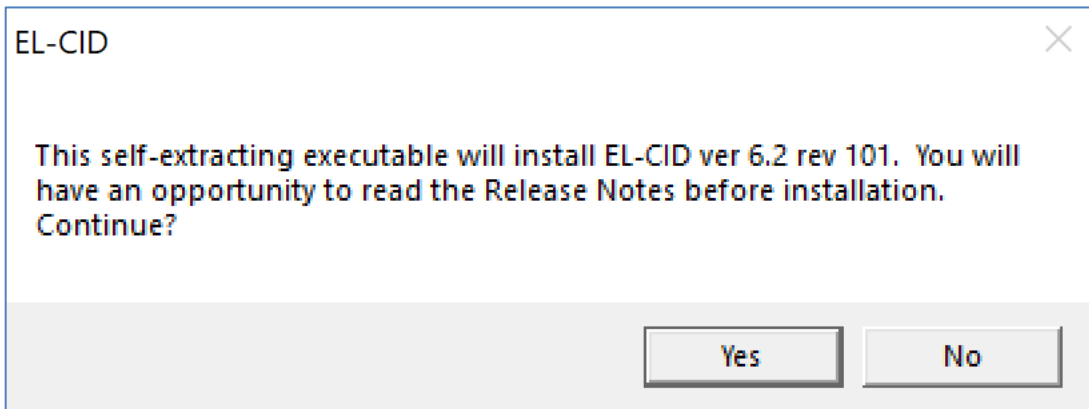 EL-CID
This self-extracting executable will install EL-CID ver 6.2 rev 101.  You will
have an opportunity to read the Release Notes before installation.
Continue?
Yes
No